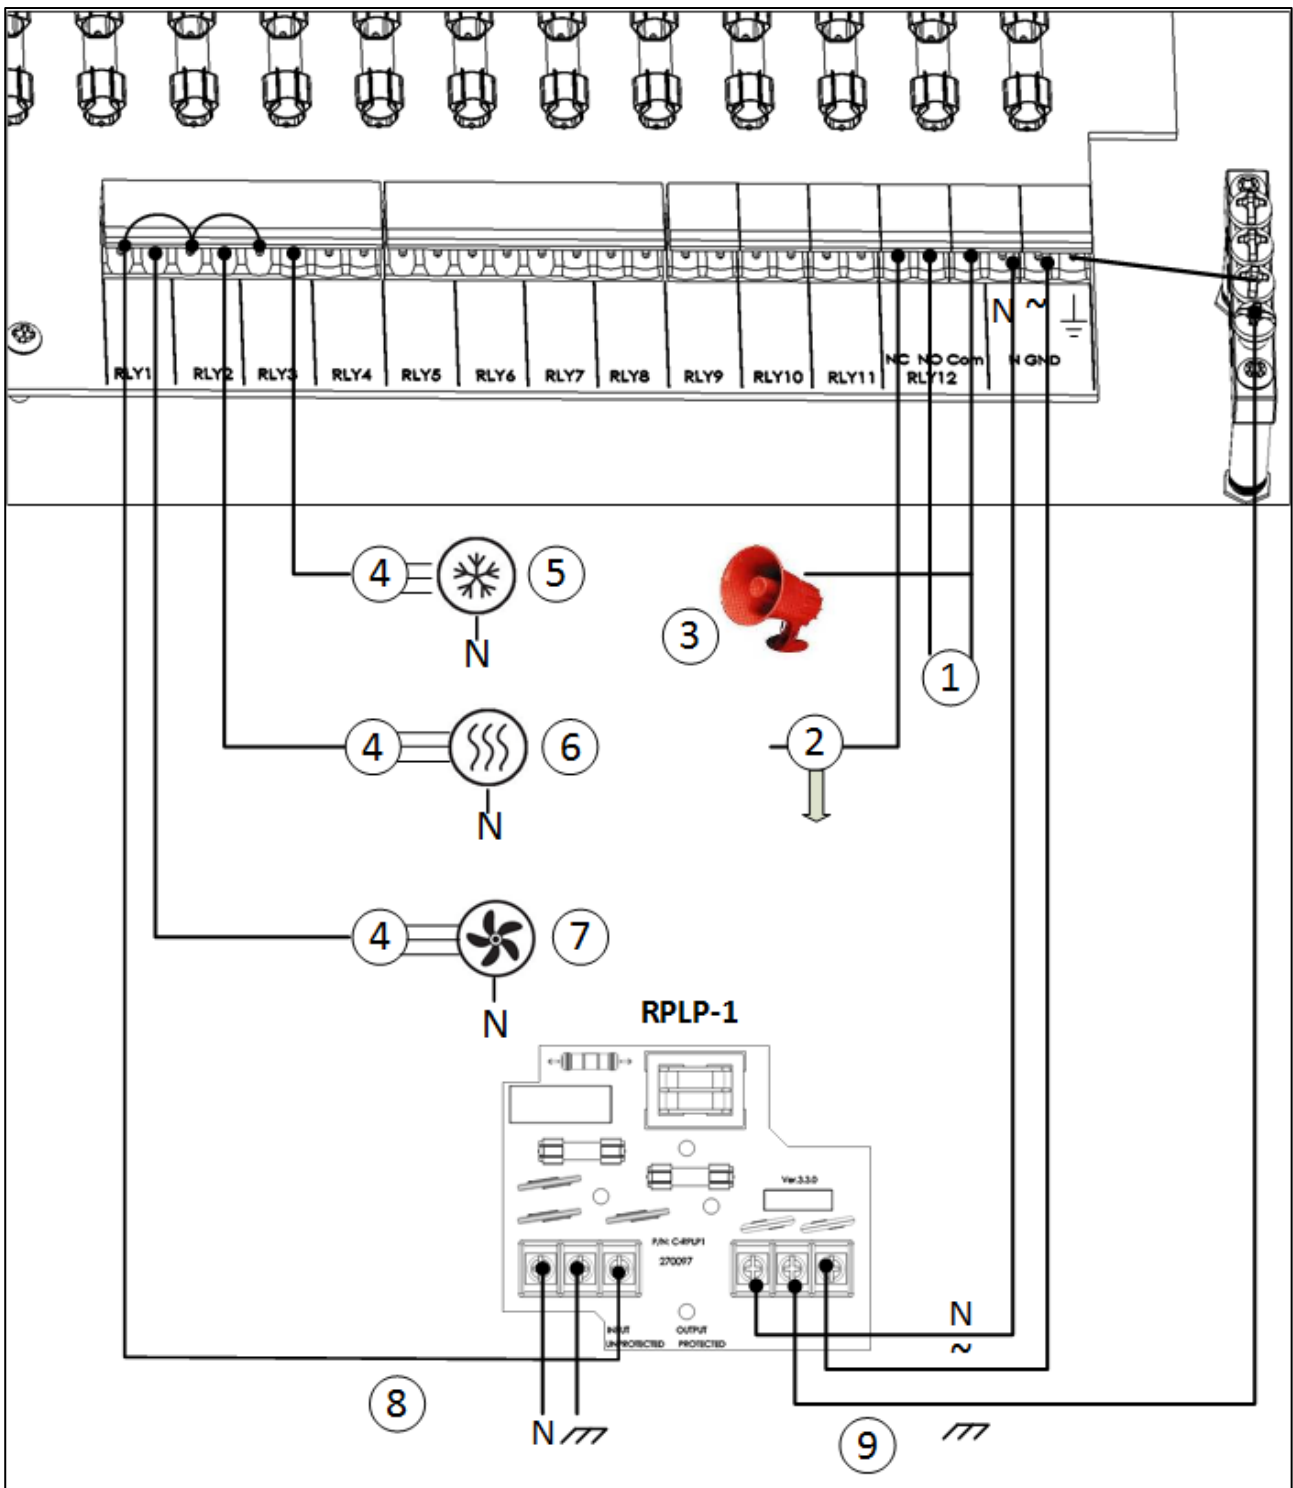 N ~
NC NO Com N GND
RLY1 RLY2 RLY3 RLY4 RLY5 RLY6 RLY7 RLY8 RLY9 RLY10 RLY11 RLY12
4 5
3
N
1
4 6
2
N
4 7
N
RPLP-1
Ver.3.3.0
P/N: C-RPLP1
270097
N
INPUT OUTPUT
UNPROTECTED PROTECTED
~
8
N
9